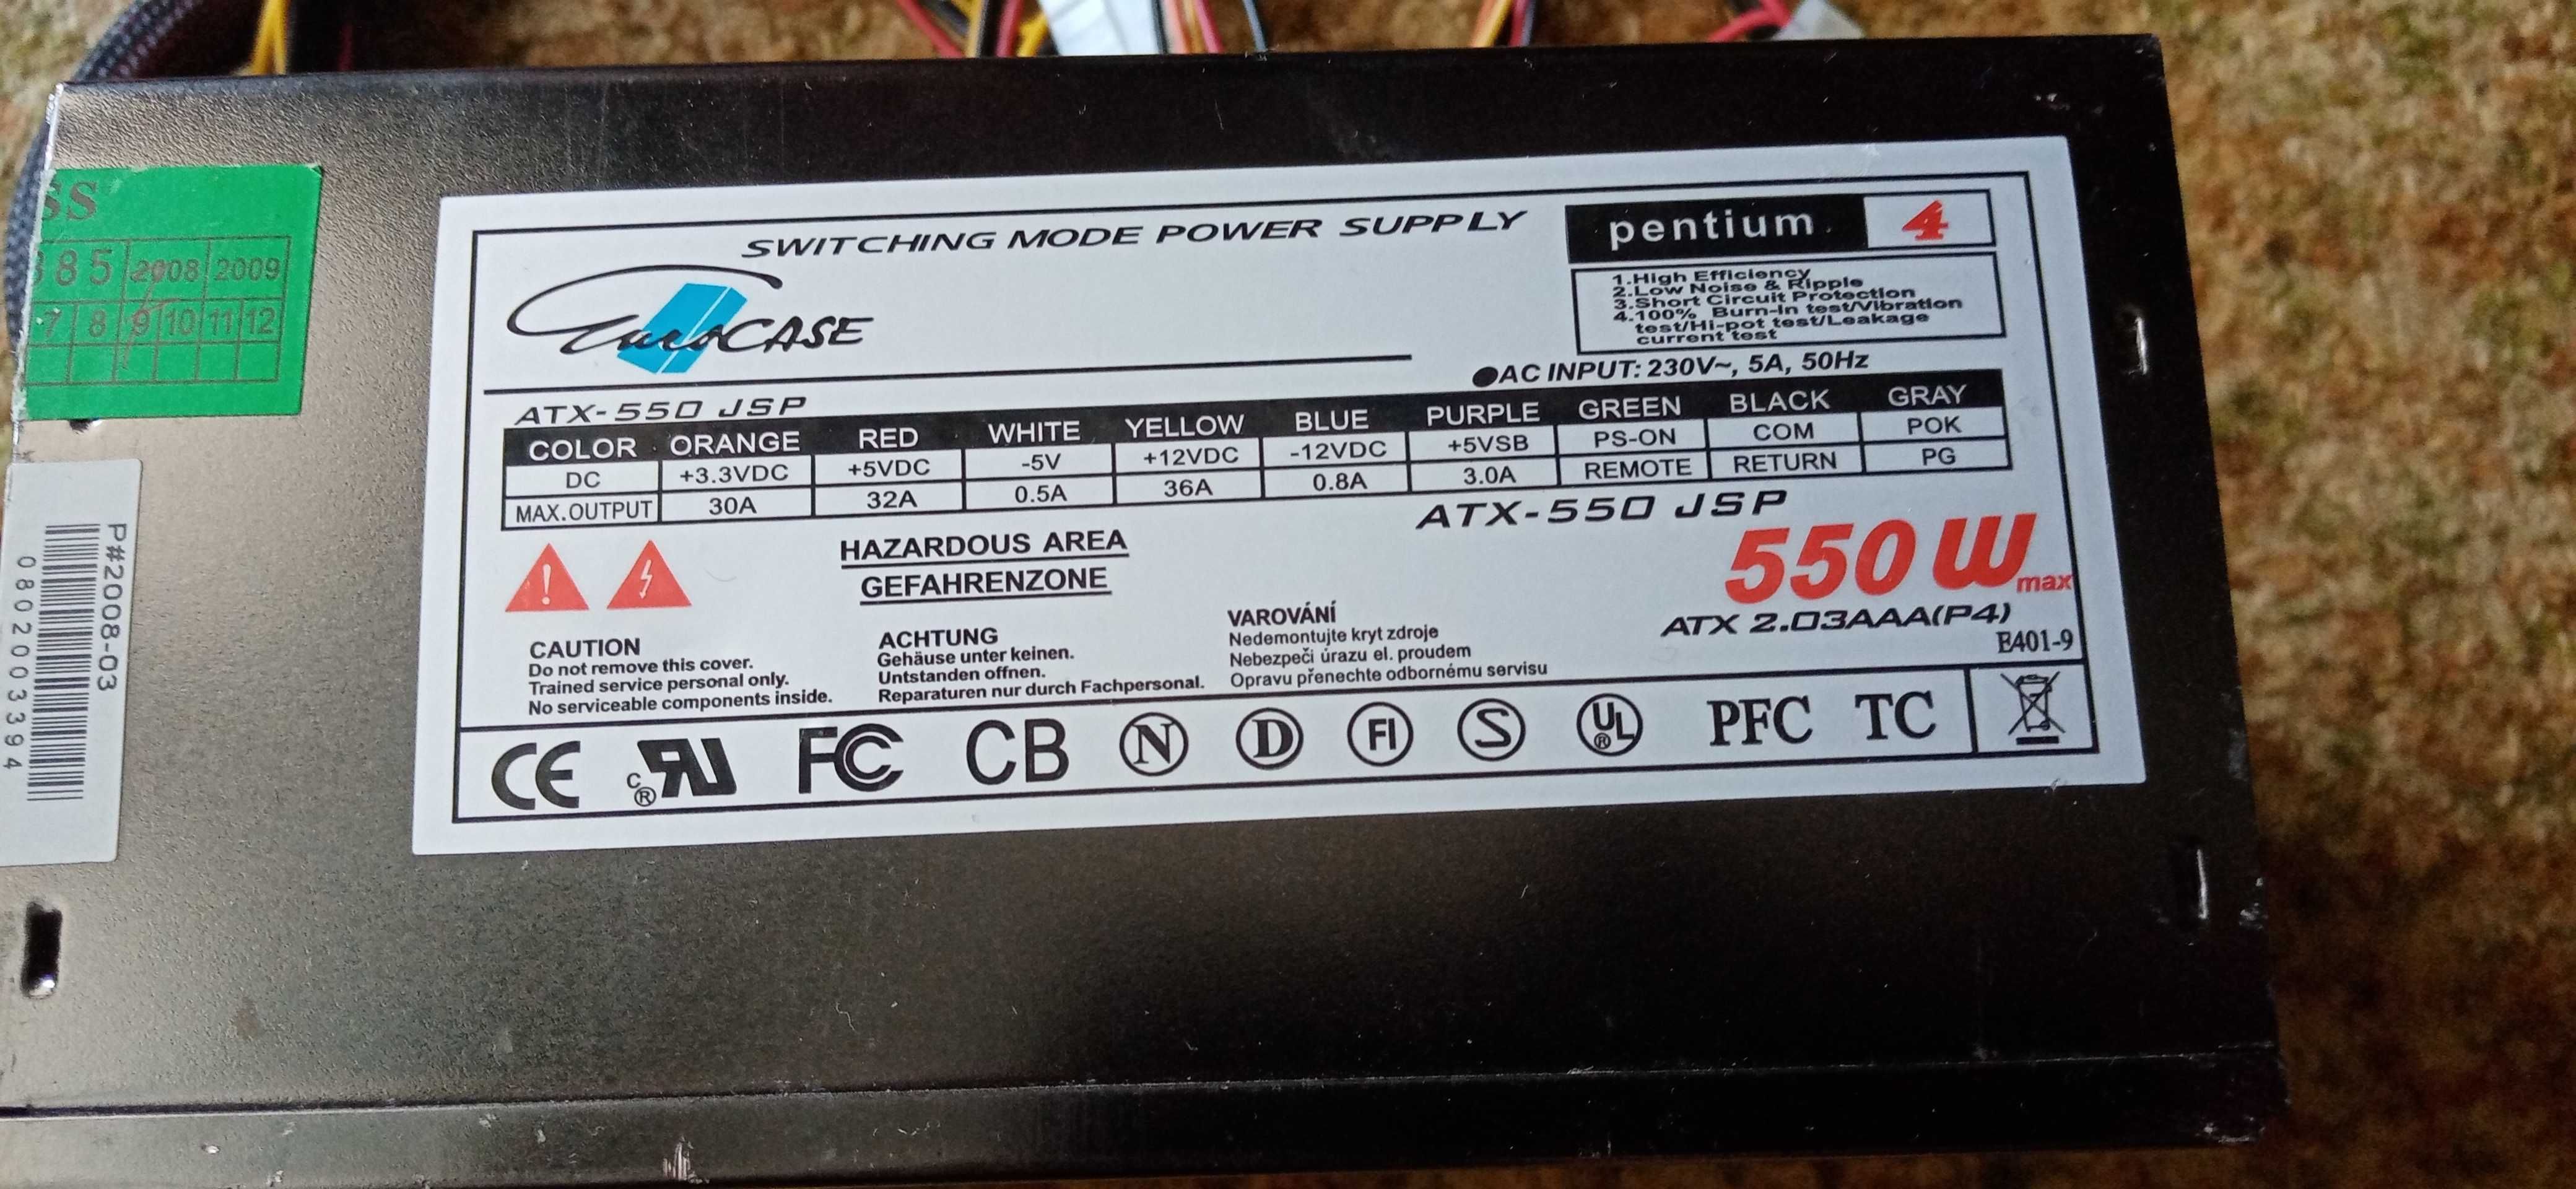 SS
85 2008 2009
7 8 9 10 11 12
P#2008-03
0802003394
SWITCHING MODE POWER SUPPLY
pentium 4
EuroCASE
1.High Efficiency
2.Low Noise & Ripple
3.Short Circuit Protection
4.100% Burn-In test/Vibration
test/Hi-pot test/Leakage
current test
●AC INPUT: 230V~, 5A, 50Hz
ATX-550 JSP
COLOR ORANGE RED WHITE YELLOW BLUE PURPLE GREEN BLACK GRAY
DC +3.3VDC +5VDC -5V +12VDC -12VDC +5VSB PS-ON COM POK
MAX.OUTPUT 30A 32A 0.5A 36A 0.8A 3.0A REMOTE RETURN PG
HAZARDOUS AREA
GEFAHRENZONE
ATX-550 JSP
550W max
ATX 2.03AAA(P4)
E401-9
CAUTION
Do not remove this cover.
Trained service personal only.
No serviceable components inside.
ACHTUNG
Gehäuse unter keinen.
Untstanden offnen.
Reparaturen nur durch Fachpersonal.
VAROVÁNÍ
Nedemontujte kryt zdroje
Nebezpeči úrazu el. proudem
Opravu přenechte odbornému servisu
CE c RU ® FC CB N D FI S UL ® PFC TC